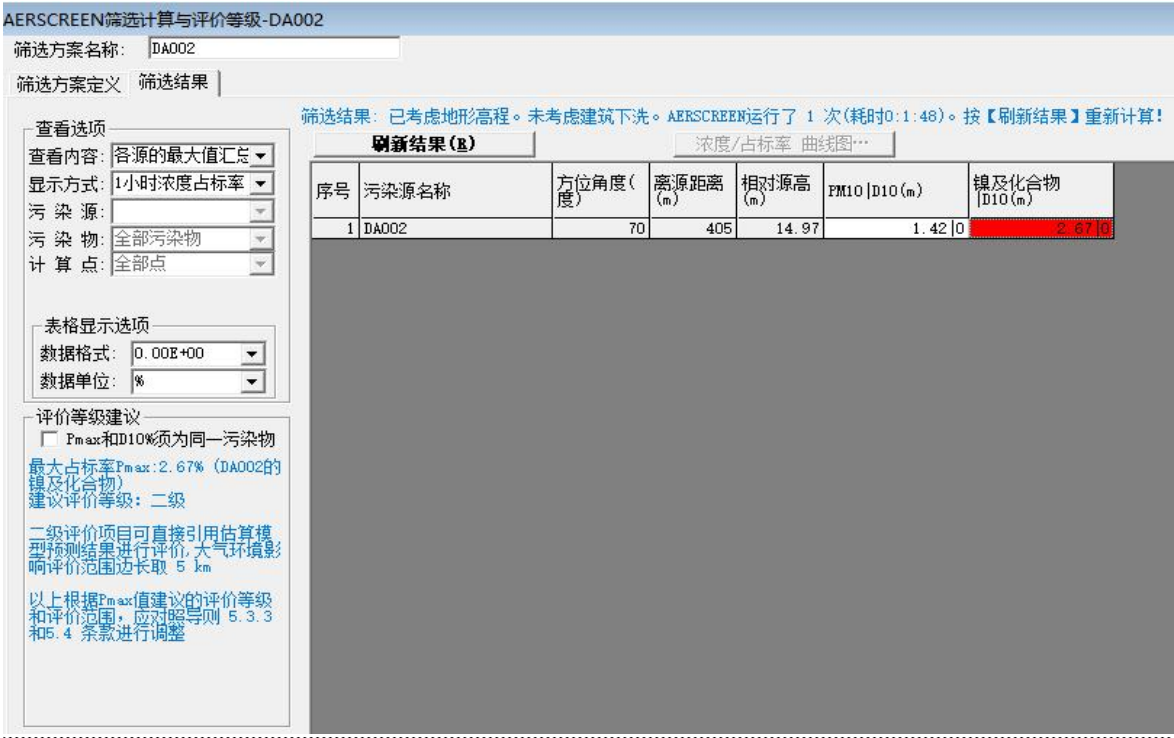 AERSCREEN筛选计算与评价等级-DA002
筛选方案名称: DA002
筛选方案定义 筛选结果
筛选结果: 已考虑地形高程。未考虑建筑下洗。AERSCREEN运行了 1 次(耗时0:1:48)。按【刷新结果】重新计算!
刷新结果(R) 浓度/占标率 曲线图…
查看选项
查看内容: 各源的最大值汇总
显示方式: 1小时浓度占标率
污 染 源:
污 染 物: 全部污染物
计 算 点: 全部点
序号 污染源名称 方位角度(度) 离源距离(m) 相对源高(m) PM10|D10(m) 镍及化合物|D10(m)
1 DA002 70 405 14.97 1.42|0 2.67|0
表格显示选项
数据格式: 0.00E+00
数据单位: %
评价等级建议
Pmax和D10%须为同一污染物
最大占标率Pmax:2.67% (DA002的
镍及化合物)
建议评价等级: 二级
二级评价项目可直接引用估算模
型预测结果进行评价,大气环境影
响评价范围边长取 5 km
以上根据Pmax值建议的评价等级
和评价范围,应对照导则 5.3.3
和5.4 条款进行调整